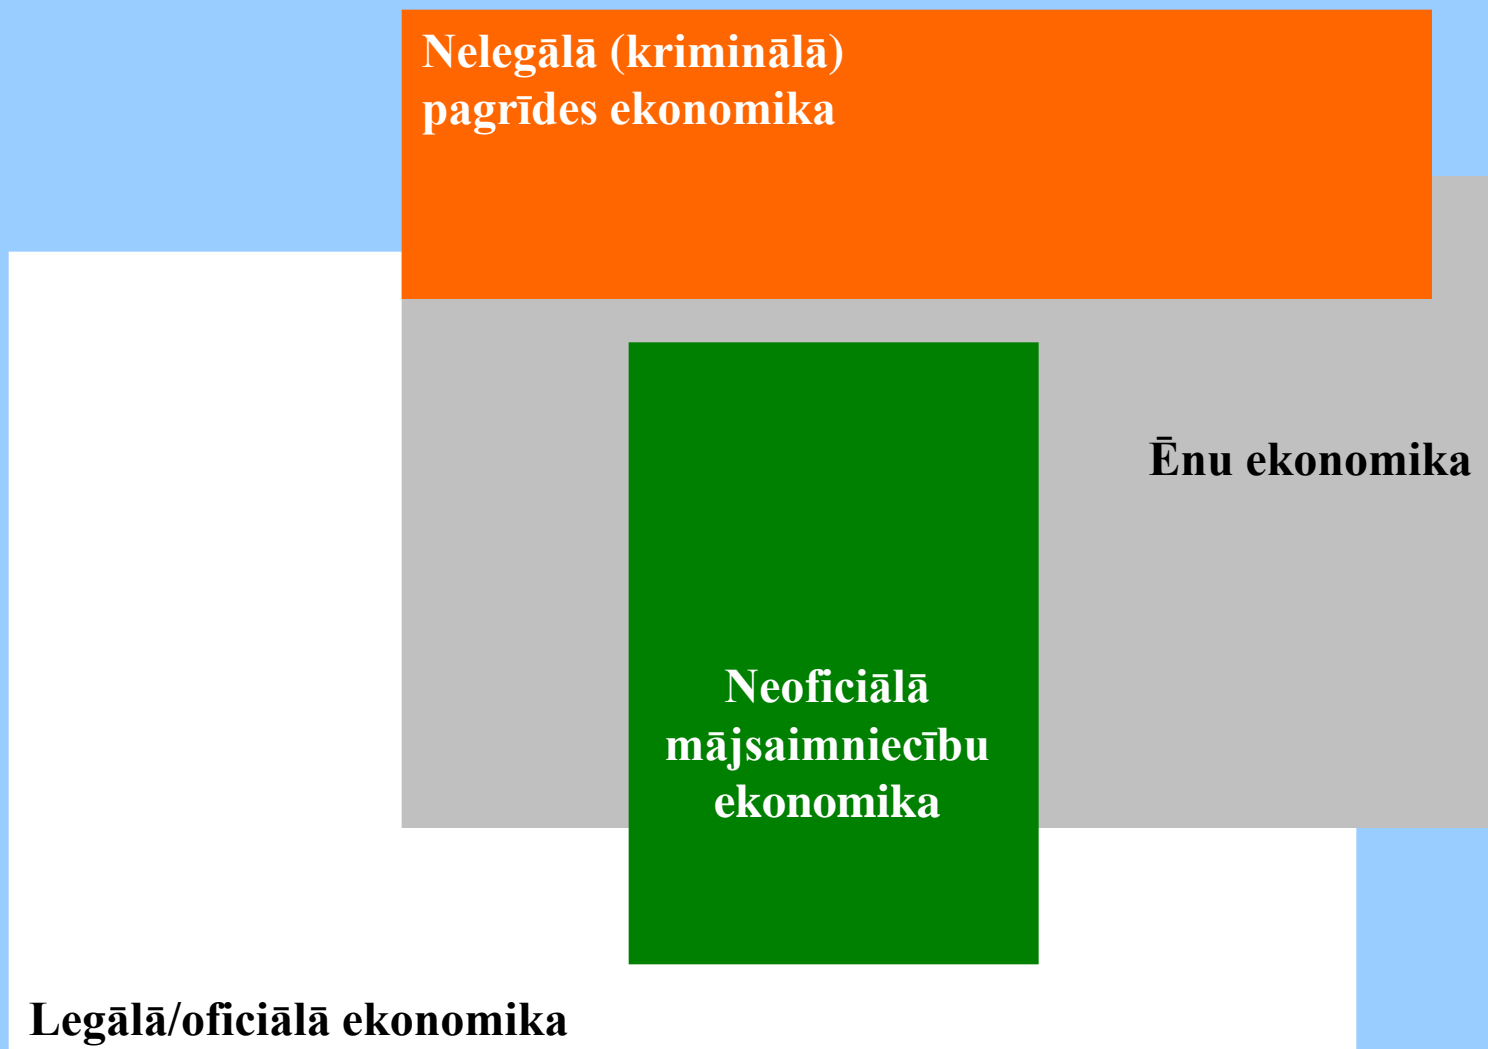 Nelegālā (kriminālā)
pagrīdes ekonomika
Ēnu ekonomika
Neoficiālā
mājsaimniecību
ekonomika
Legālā/oficiālā ekonomika